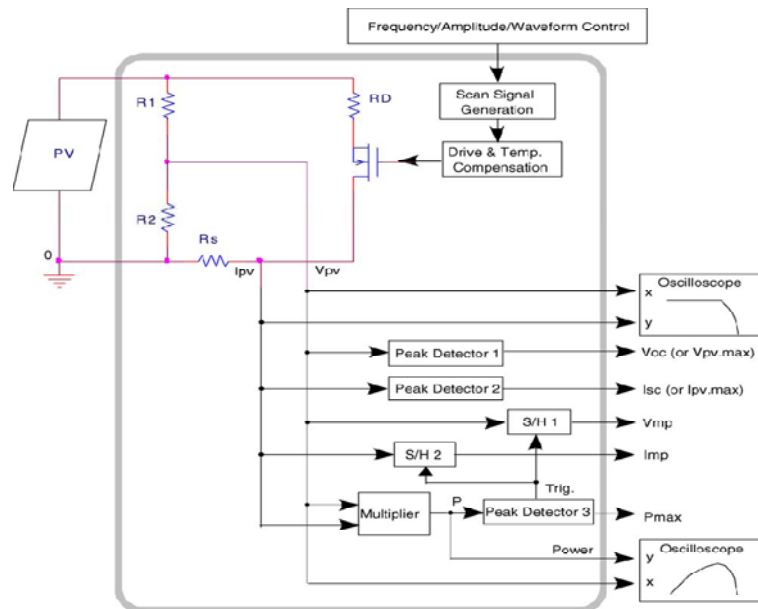 Frequency/Amplitude/Waveform Control
Scan Signal
Generation
Drive & Temp.
Compensation
R1
RD
PV
R2
Rs
0
Ipv
Vpv
Oscilloscope
x
y
Peak Detector 1
Voc (or Vpv.max)
Peak Detector 2
Isc (or Ipv.max)
S/H 1
Vmp
S/H 2
Imp
Trig.
P
Multiplier
Peak Detector 3
Pmax
Power
Oscilloscope
y
x